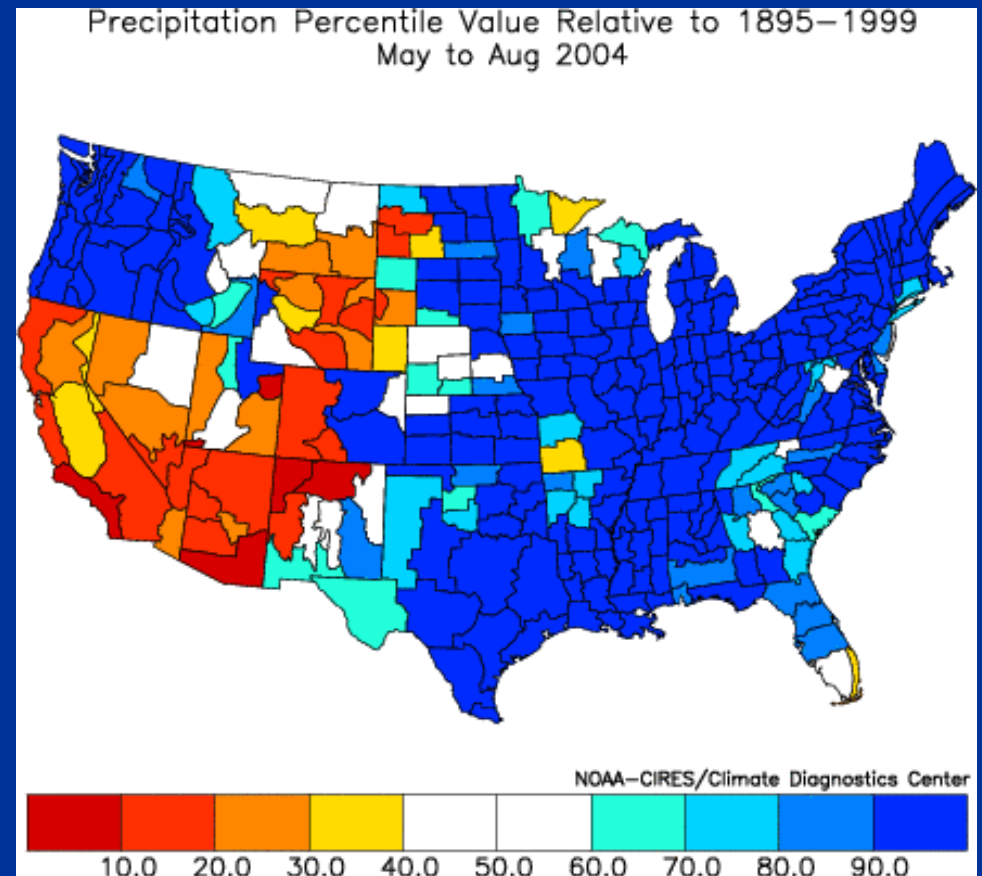 Precipitation Percentile Value Relative to 1895−1999
May to Aug 2004
NOAA−CIRES/Climate Diagnostics Center
10.0 20.0 30.0 40.0 50.0 60.0 70.0 80.0 90.0